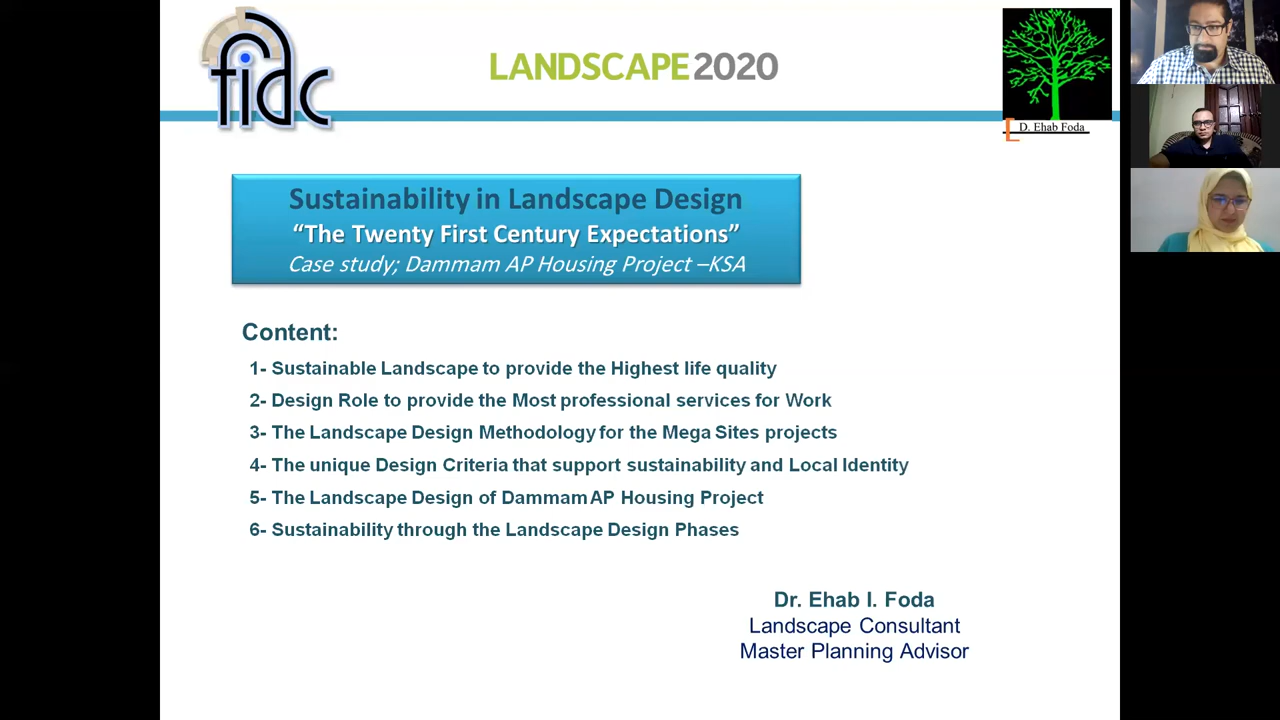 fidc
LANDSCAPE2020
D. Ehab Foda
Sustainability in Landscape Design
“The Twenty First Century Expectations”
Case study; Dammam AP Housing Project –KSA
Content:
1- Sustainable Landscape to provide the Highest life quality
2- Design Role to provide the Most professional services for Work
3- The Landscape Design Methodology for the Mega Sites projects
4- The unique Design Criteria that support sustainability and Local Identity
5- The Landscape Design of Dammam AP Housing Project
6- Sustainability through the Landscape Design Phases
Dr. Ehab I. Foda
Landscape Consultant
Master Planning Advisor